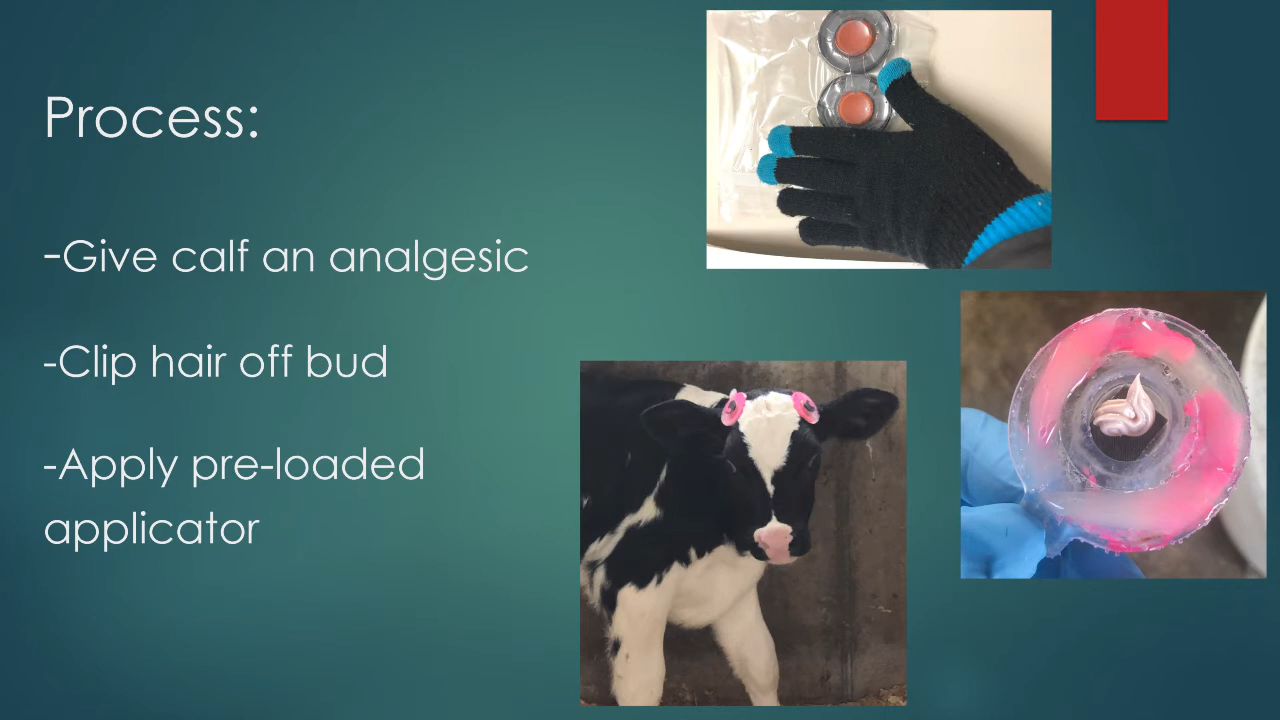 Process:
-Give calf an analgesic
-Clip hair off bud
-Apply pre-loaded
applicator